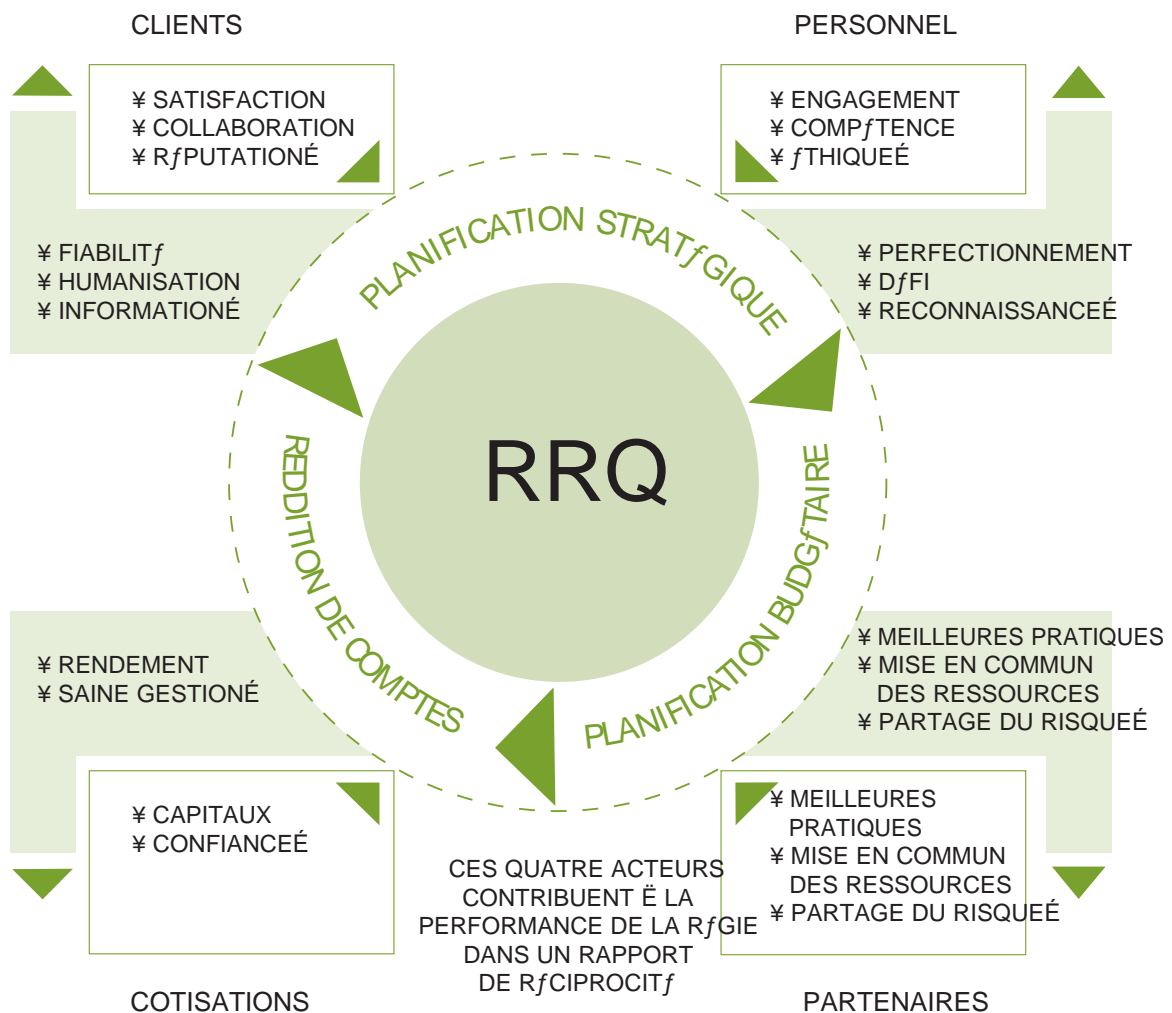 CLIENTS
¥ SATISFACTION
¥ COLLABORATION
¥ RƒPUTATIONÉ
¥ FIABILITƒ
¥ HUMANISATION
¥ INFORMATIONÉ
PERSONNEL
¥ ENGAGEMENT
¥ COMPƒTENCE
¥ ƒTHIQUEÉ
¥ PERFECTIONNEMENT
¥ DƒFI
¥ RECONNAISSANCEÉ
PLANIFICATION STRATƒGIQUE
RRQ
PLANIFICATION BUDGƒTAIRE
REDDITION DE COMPTES
¥ RENDEMENT
¥ SAINE GESTIONÉ
¥ CAPITAUX
¥ CONFIANCEÉ
COTISATIONS
CES QUATRE ACTEURS
CONTRIBUENT Ë LA
PERFORMANCE DE LA RƒGIE
DANS UN RAPPORT
DE RƒCIPROCITƒ
¥ MEILLEURES PRATIQUES
¥ MISE EN COMMUN
DES RESSOURCES
¥ PARTAGE DU RISQUEÉ
¥ MEILLEURES
PRATIQUES
¥ MISE EN COMMUN
DES RESSOURCES
¥ PARTAGE DU RISQUEÉ
PARTENAIRES